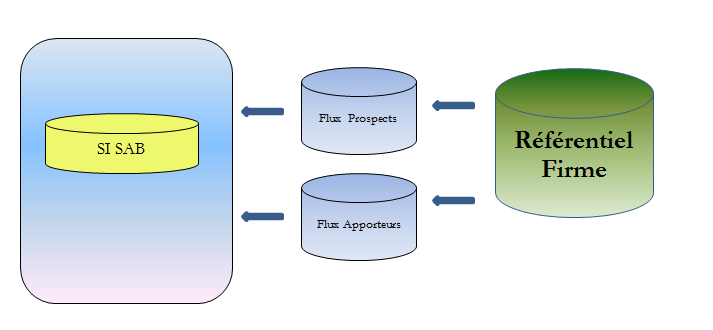 SI SAB
Flux Prospects
Flux Apporteurs
Référentiel
Firme